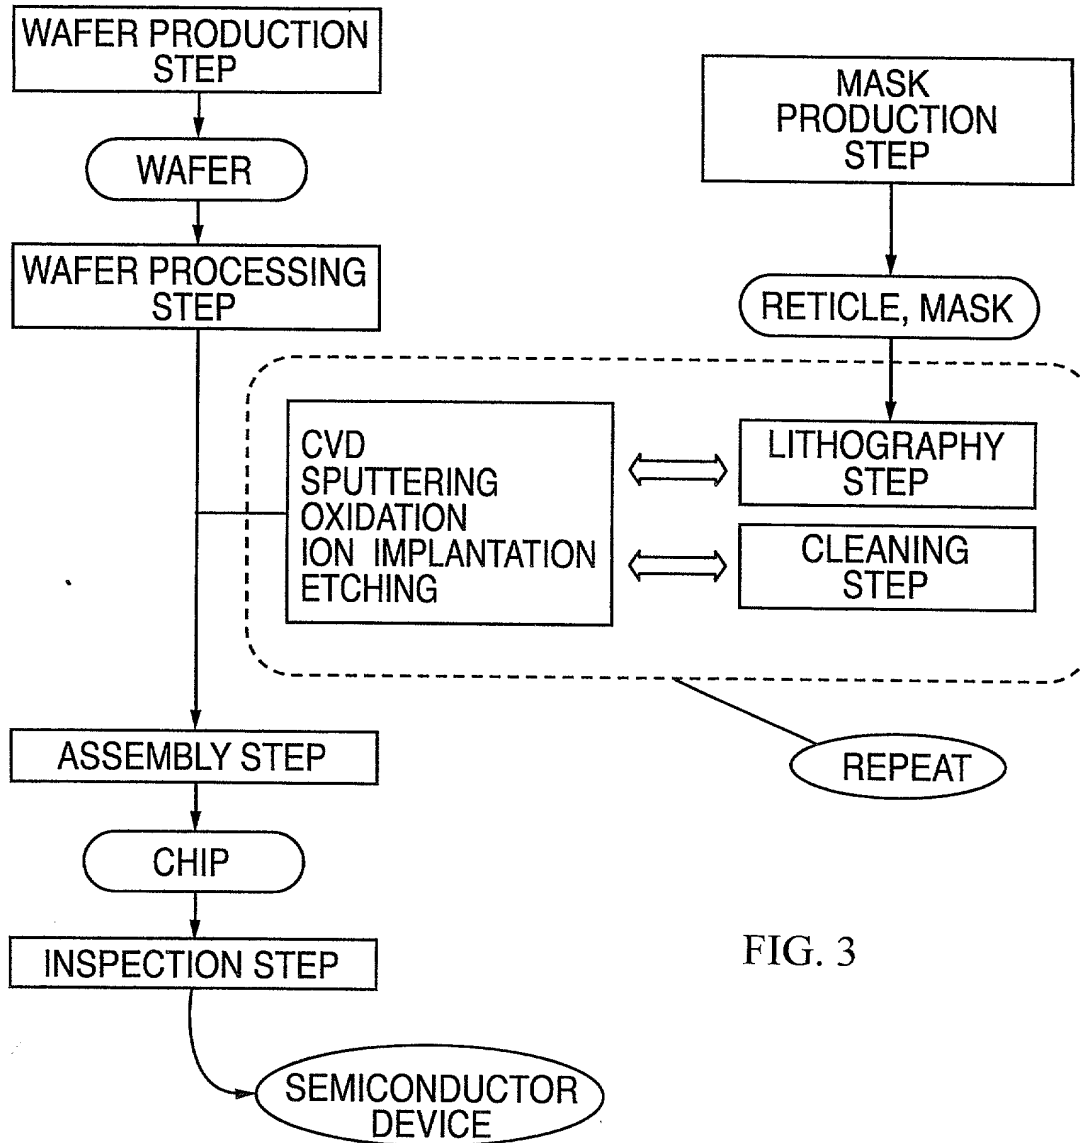 WAFER PRODUCTION
STEP
WAFER
WAFER PROCESSING
STEP
MASK
PRODUCTION
STEP
RETICLE, MASK
CVD
SPUTTERING
OXIDATION
ION IMPLANTATION
ETCHING
LITHOGRAPHY
STEP
CLEANING
STEP
REPEAT
ASSEMBLY STEP
CHIP
INSPECTION STEP
SEMICONDUCTOR
DEVICE
FIG. 3